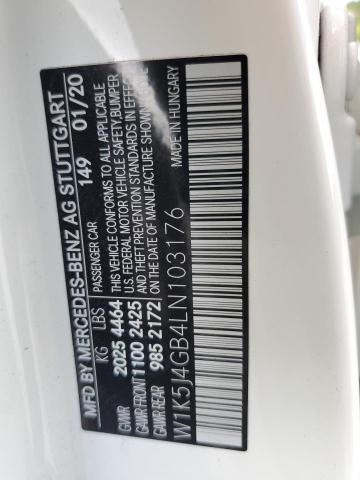 MFD BY MERCEDES-BENZ AG STUTTGART
PASSENGER CAR 149 01/20
KG LBS
GVWR 2025 4464
GAWR FRONT 1100 2425
GAWR REAR 985 2172
THIS VEHICLE CONFORMS TO ALL APPLICABLE
U.S. FEDERAL MOTOR VEHICLE SAFETY, BUMPER
AND THEFT PREVENTION STANDARDS IN EFFECT
ON THE DATE OF MANUFACTURE SHOWN ABOVE
W1K5J4GB4LN103176 MADE IN HUNGARY